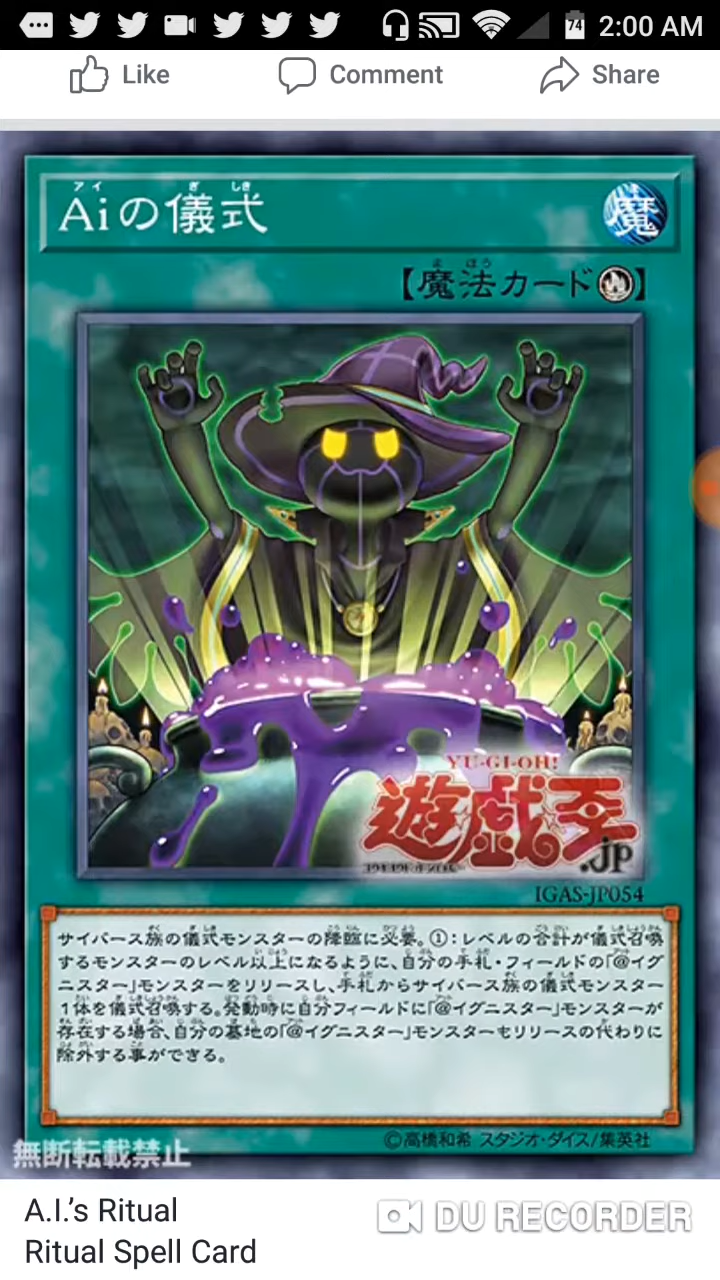 74 2:00 AM
Like Comment Share
アイ ぎ しき
Aiの儀式
魔
ま ほう
【魔法カード】
YU-GI-OH!
遊☆戯☆王
.jp
IGAS-JP054
サイバース族の儀式モンスターの降臨に必要。①：レベルの合計が儀式召喚
するモンスターのレベル以上になるように、自分の手札・フィールドの「@イグ
ニスター」モンスターをリリースし、手札からサイバース族の儀式モンスター
1体を儀式召喚する。発動時に自分フィールドに「@イグニスター」モンスターが
存在する場合、自分の墓地の「@イグニスター」モンスターもリリースの代わりに
除外する事ができる。
©高橋和希 スタジオ・ダイス/集英社
無断転載禁止
A.I.’s Ritual
DU RECORDER
Ritual Spell Card